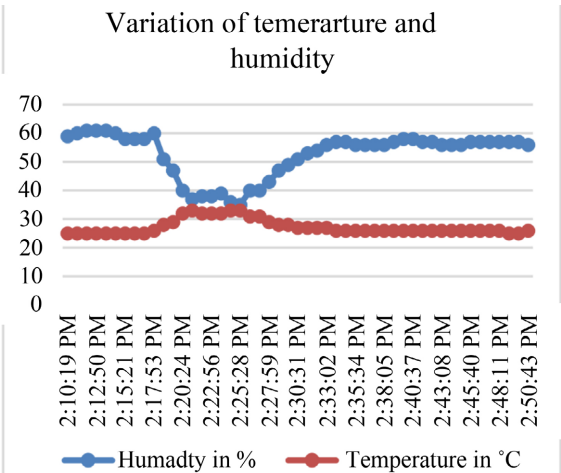 Variation of temerarture and
humidity
70
60
50
40
30
20
10
0
2:10:19 PM
2:12:50 PM
2:15:21 PM
2:17:53 PM
2:20:24 PM
2:22:56 PM
2:25:28 PM
2:27:59 PM
2:30:31 PM
2:33:02 PM
2:35:34 PM
2:38:05 PM
2:40:37 PM
2:43:08 PM
2:45:40 PM
2:48:11 PM
2:50:43 PM
Humadty in % Temperature in ˚C